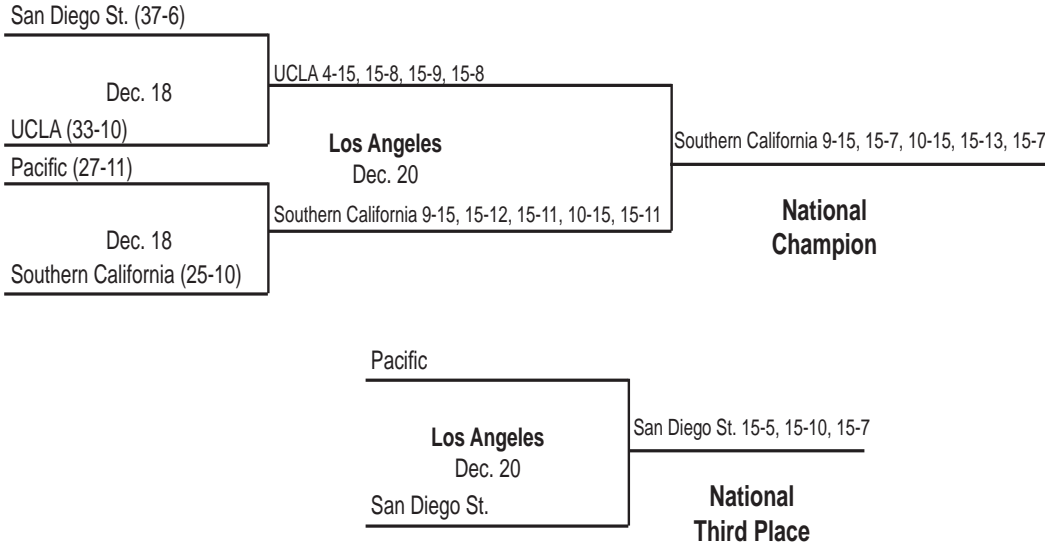 San Diego St. (37-6)
UCLA 4-15, 15-8, 15-9, 15-8
Dec. 18
UCLA (33-10)
Los Angeles
Dec. 20
Southern California 9-15, 15-7, 10-15, 15-13, 15-7
Pacific (27-11)
Southern California 9-15, 15-12, 15-11, 10-15, 15-11
National
Champion
Dec. 18
Southern California (25-10)
Pacific
Los Angeles
Dec. 20
San Diego St. 15-5, 15-10, 15-7
San Diego St.
National
Third Place